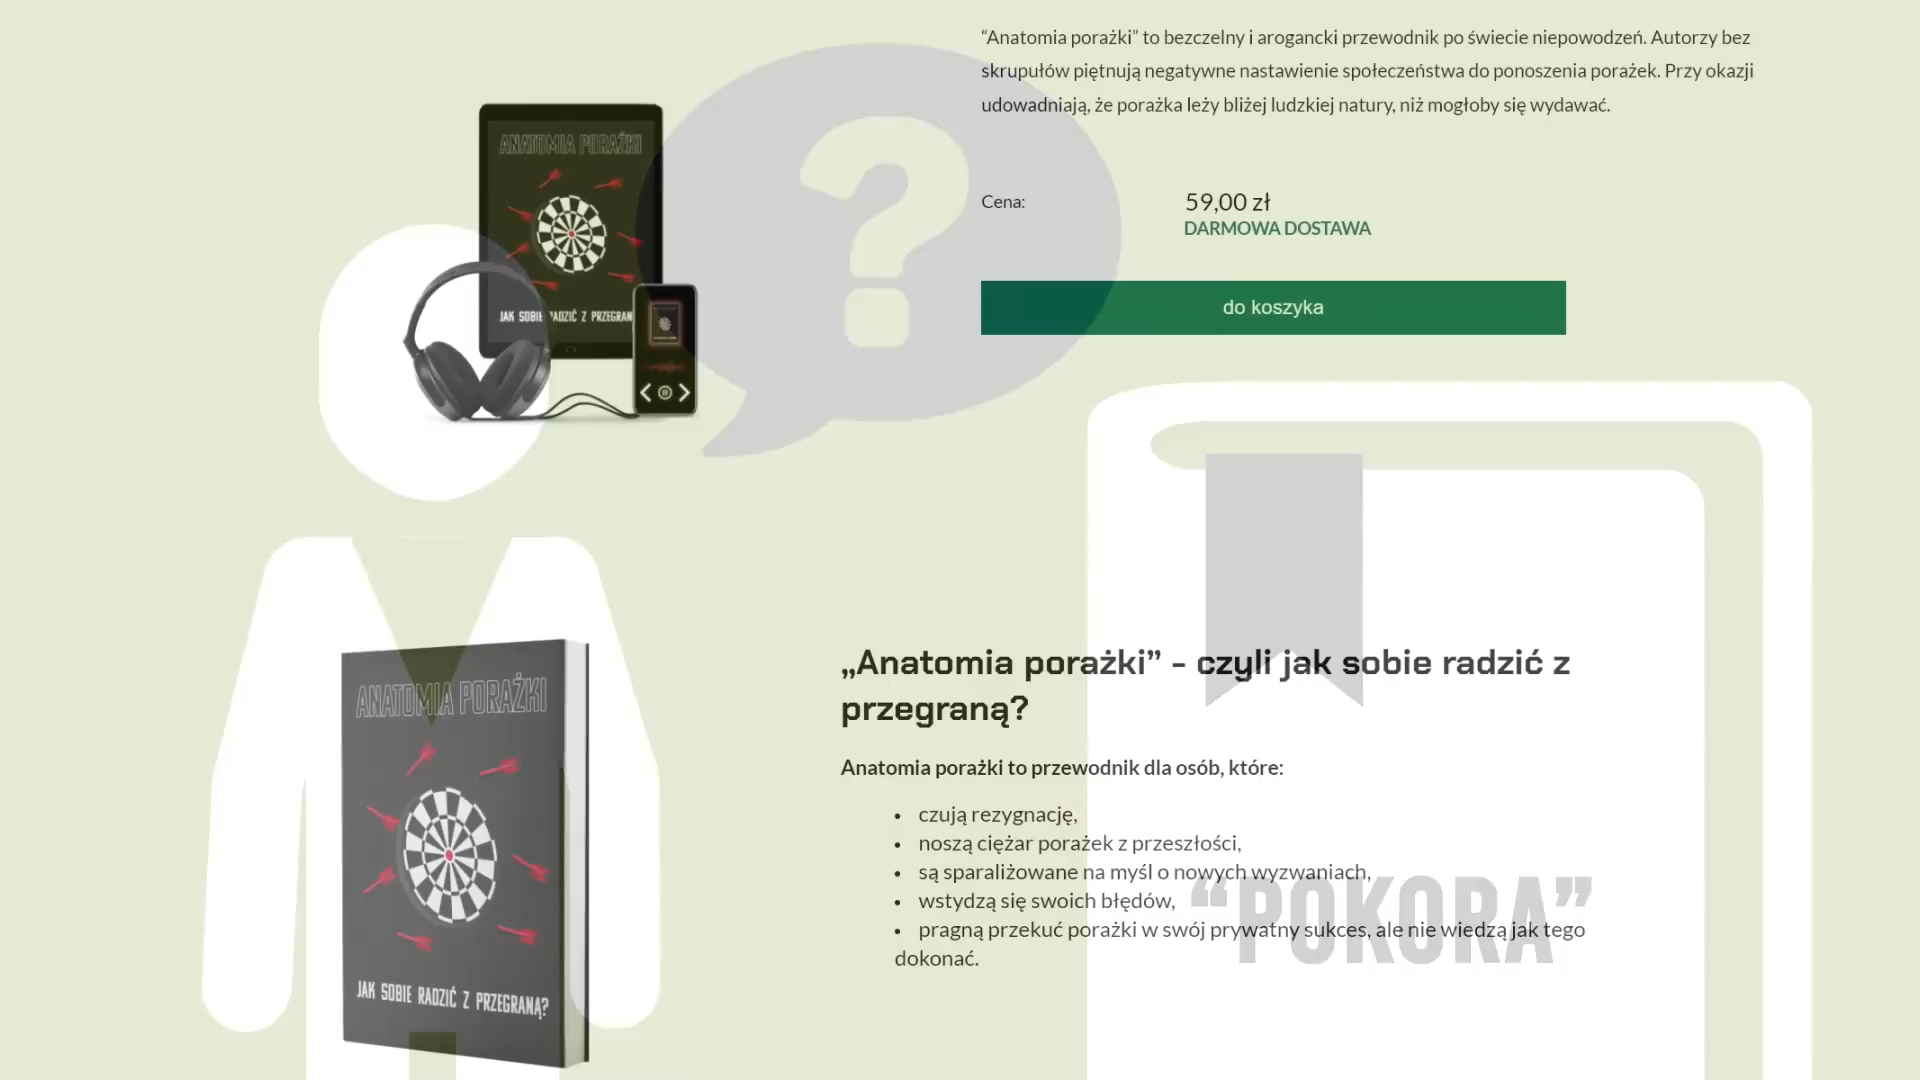 “Anatomia porażki” to bezczelny i arogancki przewodnik po świecie niepowodzeń. Autorzy bez
skrupułów piętnują negatywne nastawienie społeczeństwa do ponoszenia porażek. Przy okazji
udowadniają, że porażka leży bliżej ludzkiej natury, niż mogłoby się wydawać.
ANATOMIA PORAŻKI
JAK SOBIE RADZIĆ Z PRZEGRAN
?
Cena:
59,00 zł
DARMOWA DOSTAWA
do koszyka
„Anatomia porażki” - czyli jak sobie radzić z
przegraną?
Anatomia porażki to przewodnik dla osób, które:
• czują rezygnację,
• noszą ciężar porażek z przeszłości,
• są sparaliżowane na myśl o nowych wyzwaniach,
• wstydzą się swoich błędów,
• pragną przekuć porażki w swój prywatny sukces, ale nie wiedzą jak tego
dokonać.
“POKORA”
ANATOMIA PORAŻKI
JAK SOBIE RADZIĆ Z PRZEGRANĄ?